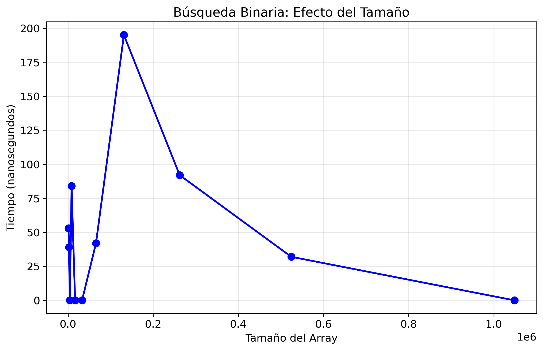 Búsqueda Binaria: Efecto del Tamaño
Tiempo (nanosegundos)
200
175
150
125
100
75
50
25
0
0.0 0.2 0.4 0.6 0.8 1.0
1e6
Tamaño del Array